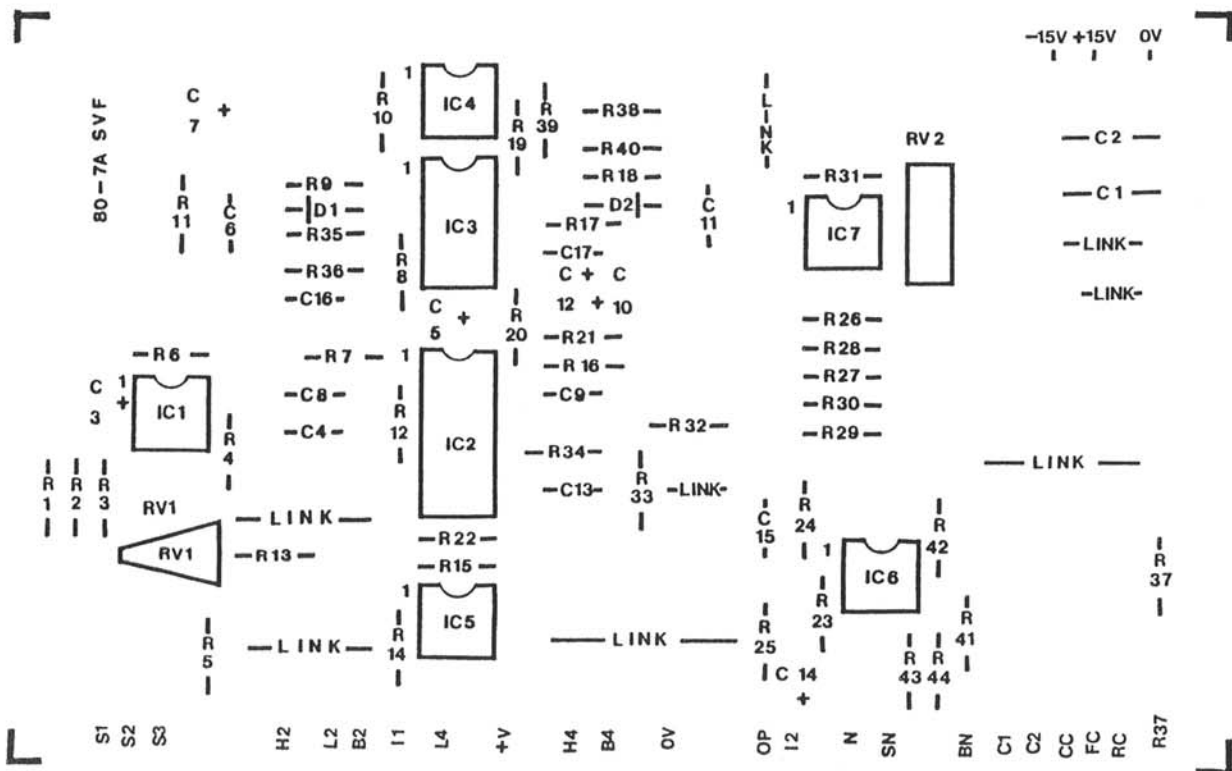 -15V +15V 0V
80-7A SVF
C 7 +
R 10
1 IC4
R 19
R 39
R38
LINK
RV 2
C2
R40
R9
1 IC3
R18
R31
C1
R 11
C 6
D1
D2
C 11
1 IC7
R35
R 8
R17
LINK
R36
C17
C16
C 5 +
R 20
C + C
12 + 10
LINK
R21
R26
R6
R7
1 IC2
R 16
R28
C 3 +
1 IC1
C8
R 12
C9
R27
R30
R 4
C4
R32
R29
R 1
R 2
R 3
R34
R 33
LINK
C13
LINK
RV1
LINK
C 15
R 24
R 42
RV1
R13
R22
1 IC6
R 37
R15
1 IC5
R 23
R 5
LINK
R 14
LINK
R 25
R 41
C 14 +
R 43
R 44
S1 S2 S3 H2 L2 B2 I1 L4 +V H4 B4 0V OP I2 N SN BN C1 C2 CC FC RC R37